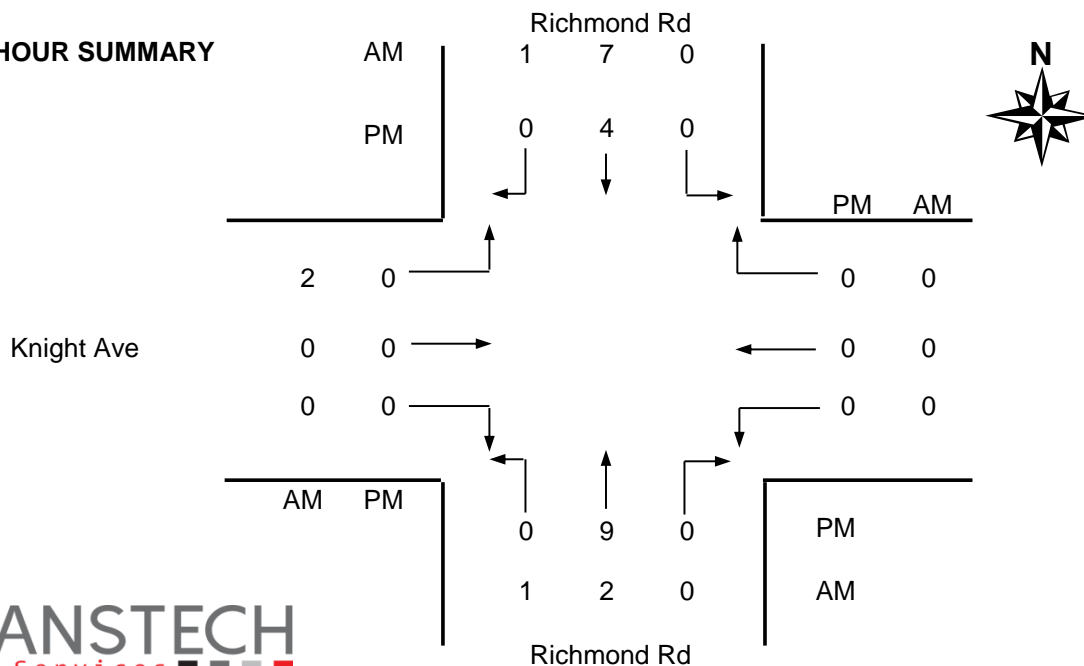 Richmond Rd
HOUR SUMMARY AM 1 7 0 N
PM 0 4 0
PM AM
2 0 0 0
Knight Ave 0 0 0 0
0 0 0 0
AM PM
0 9 0 PM
1 2 0 AM
ANSTECH
Services
Richmond Rd